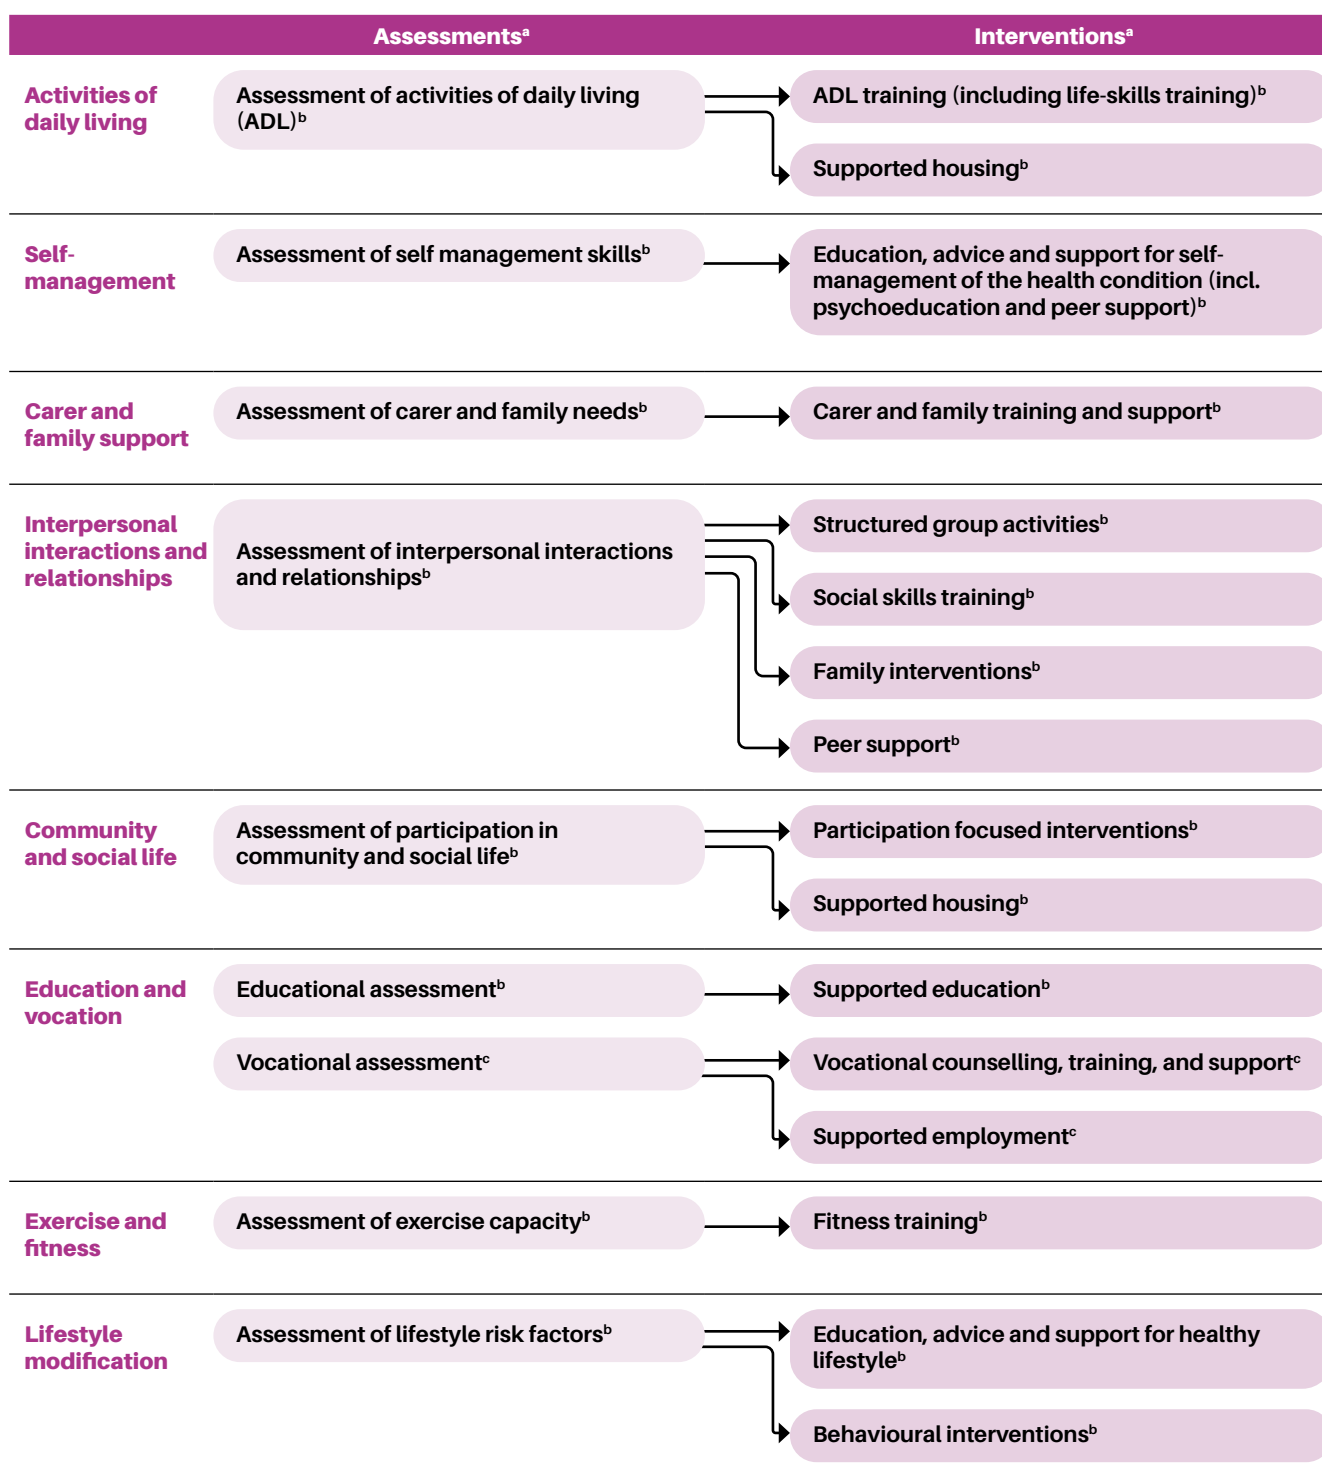 Assessmentsᵃ Interventionsᵃ
Activities of
daily living
Assessment of activities of daily living
(ADL)ᵇ
ADL training (including life-skills training)ᵇ
Supported housingᵇ
Self-
management
Assessment of self management skillsᵇ
Education, advice and support for self-
management of the health condition (incl.
psychoeducation and peer support)ᵇ
Carer and
family support
Assessment of carer and family needsᵇ
Carer and family training and supportᵇ
Interpersonal
interactions and
relationships
Assessment of interpersonal interactions
and relationshipsᵇ
Structured group activitiesᵇ
Social skills trainingᵇ
Family interventionsᵇ
Peer supportᵇ
Community
and social life
Assessment of participation in
community and social lifeᵇ
Participation focused interventionsᵇ
Supported housingᵇ
Education and
vocation
Educational assessmentᵇ
Supported educationᵇ
Vocational assessmentᶜ
Vocational counselling, training, and supportᶜ
Supported employmentᶜ
Exercise and
fitness
Assessment of exercise capacityᵇ
Fitness trainingᵇ
Lifestyle
modification
Assessment of lifestyle risk factorsᵇ
Education, advice and support for healthy
lifestyleᵇ
Behavioural interventionsᵇ